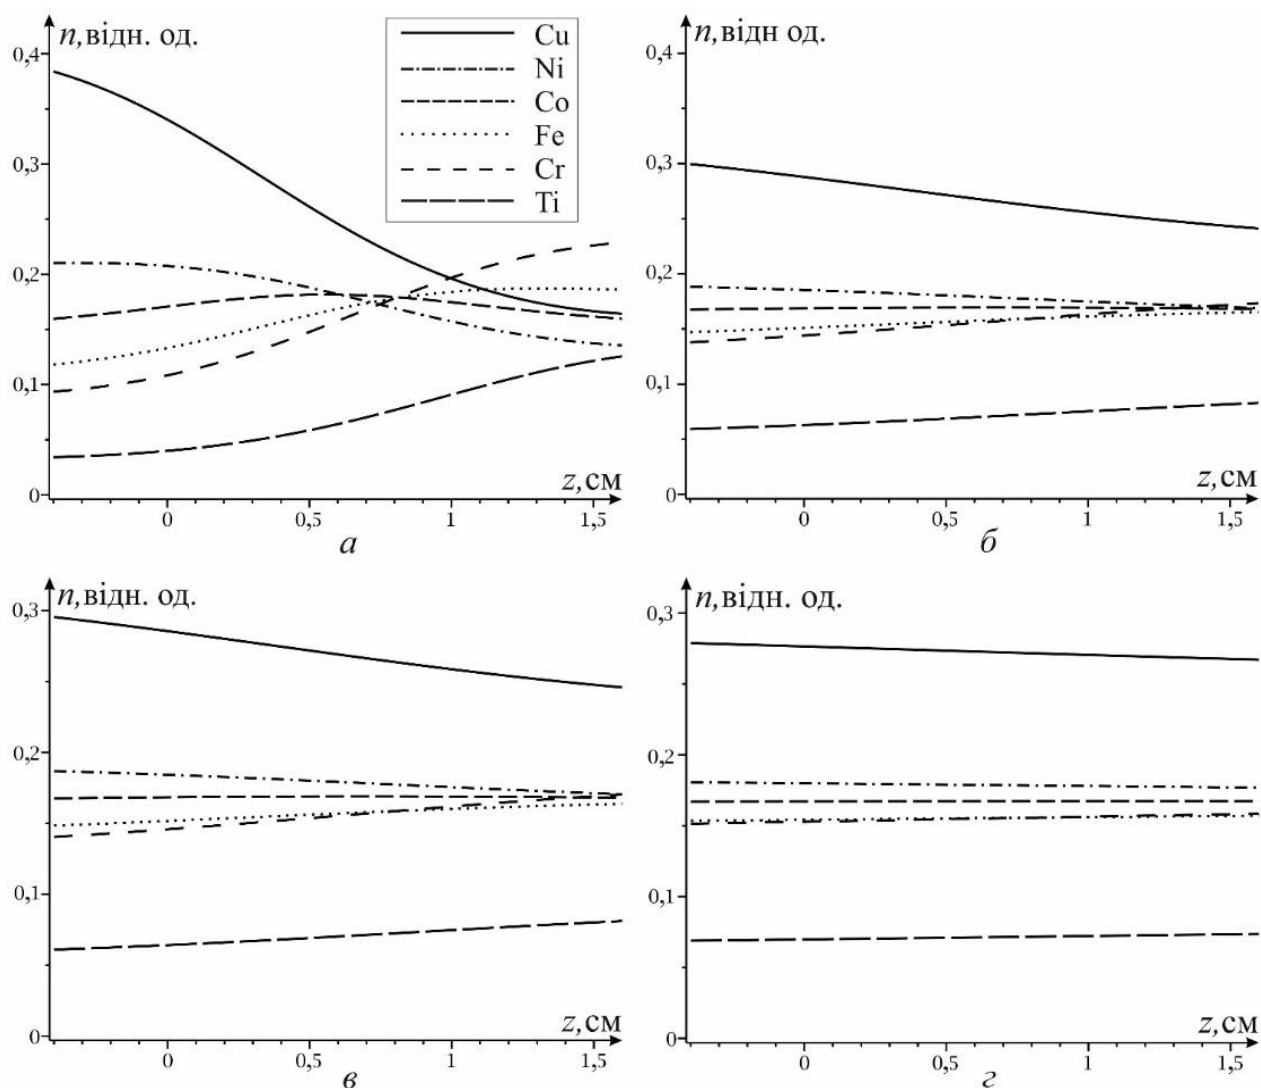 n, відн. од.
0,4
0,3
0,2
0,1
0
0
0,5
1
1,5
z, см
а
Cu
Ni
Co
Fe
Cr
Ti
n, відн од.
0,4
0,3
0,2
0,1
0
0
0,5
1
1,5
z, см
б
n, відн. од.
0,3
0,2
0,1
0
0
0,5
1
1,5
z, см
в
n, відн. од.
0,3
0,2
0,1
0
0
0,5
1
1,5
z, см
г